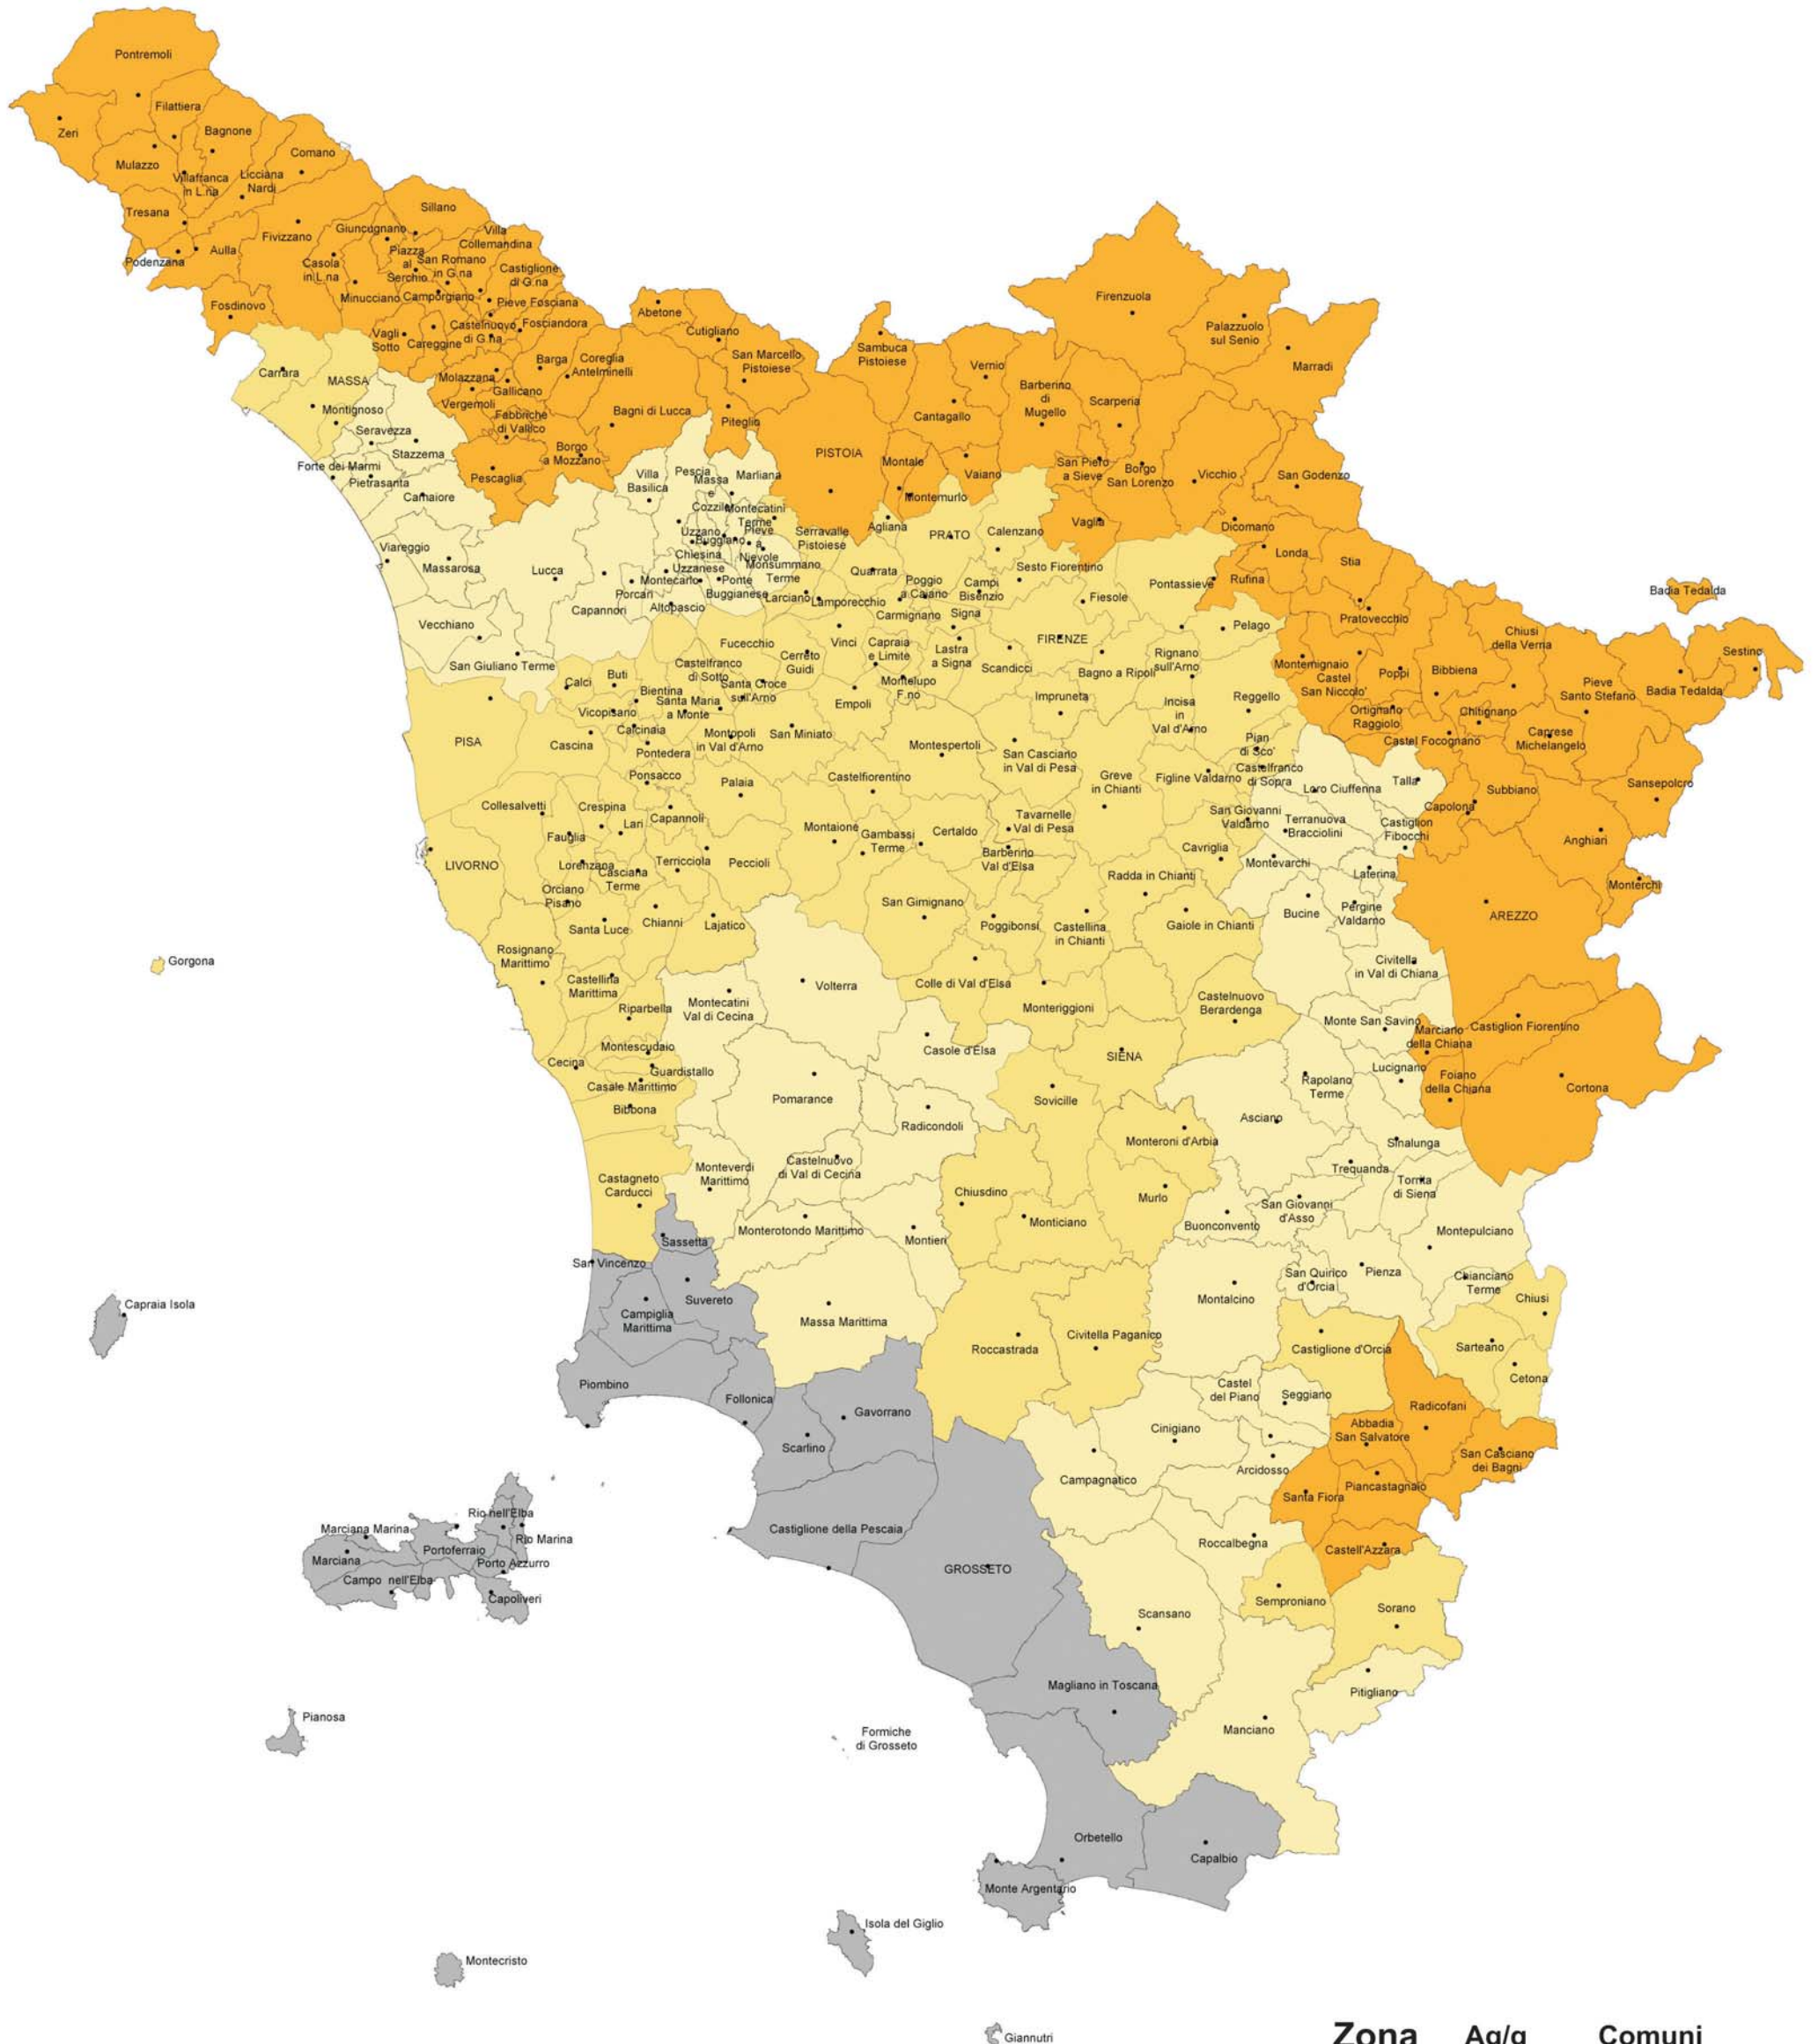 Pontremoli
Filattiera
Zeri
Bagnone
Comano
Mulazzo
Villafranca
in L.na
Licciana
Nardi
Tresana
Sillano
Giuncugnano
Villa
Collemandina
Fivizzano
Aulla
Podenzana
Piazza
al
Serchio
San Romano
in G.na
Casola
in L.na
Castiglione
di G.na
Minucciano
Camporgiano
Pieve Fosciana
Fosdinovo
Vagli
Sotto
Careggine
Castelnuovo
di G.na
Fosciandora
Abetone
Cutigliano
Carrara
MASSA
Molazzana
Barga
Coreglia
Antelminelli
San Marcello
Pistoiese
Gallicano
Vergemoli
Fabbriche
di Vallico
Bagni di Lucca
Piteglio
Montignoso
Seravezza
Stazzema
Borgo
a Mozzano
Forte dei Marmi
Pietrasanta
Camaiore
Pescaglia
Sambuca
Pistoiese
Vernio
Cantagallo
PISTOIA
Montale
Vaiano
Montemurlo
Barberino
di
Mugello
Scarperia
Firenzuola
Palazzuolo
sul Senio
Marradi
San Piero
a Sieve
Borgo
San Lorenzo
Vicchio
San Godenzo
Vaglia
Dicomano
Londa
Rufina
Stia
Villa
Basilica
Pescia
Massa
e
Cozzile
Marliana
Montecatini
Terme
Uzzano
Buggiano
Pieve
a
Nievole
Serravalle
Pistoiese
Agliana
PRATO
Calenzano
Chiesina
Uzzanese
Monsummano
Terme
Viareggio
Massarosa
Lucca
Montecarlo
Ponte
Buggianese
Porcari
Capannori
Altopascio
Larciano
Lamporecchio
Quarrata
Poggio
a Caiano
Campi
Bisenzio
Sesto Fiorentino
Pontassieve
Fiesole
Carmignano
Signa
Vecchiano
San Giuliano Terme
Fucecchio
Vinci
Capraia
e Limite
Lastra
a Signa
FIRENZE
Pelago
Pratovecchio
Badia Tedalda
Calci
Buti
Castelfranco
di Sotto
Cerreto
Guidi
Scandicci
Bagno a Ripoli
Rignano
sull'Arno
Montemignaio
Castel
San Niccolo'
Poppi
Bibbiena
Chiusi
della Verna
Pieve
Santo Stefano
Badia Tedalda
Sestino
Bientina
Santa Maria
a Monte
Santa Croce
sull'Arno
Montelupo
F.no
Vicopisano
Calcinaia
Empoli
Impruneta
Incisa
in
Val d'Arno
Reggello
Ortignano
Raggiolo
Chitignano
PISA
Cascina
Pontedera
Montopoli
in Val d'Arno
San Miniato
Montespertoli
San Casciano
in Val di Pesa
Pian
di Sco'
Castel Focognano
Caprese
Michelangelo
Ponsacco
Palaia
Castelfiorentino
Greve
in Chianti
Figline Valdarno
Castelfranco
di Sopra
Loro Ciuffenna
Talla
Subbiano
Sansepolcro
Collesalvetti
Crespina
Lari
Capannoli
Capolona
Fauglia
Montaione
Gambassi
Terme
Certaldo
Tavarnelle
Val di Pesa
San Giovanni
Valdarno
Terranuova
Bracciolini
Castiglion
Fibocchi
Anghiari
LIVORNO
Lorenzana
Casciana
Terme
Terricciola
Peccioli
Barberino
Val d'Elsa
Cavriglia
Montevarchi
Laterina
Monterchi
Orciano
Pisano
Radda in Chianti
Santa Luce
Chianni
Lajatico
San Gimignano
Poggibonsi
Castellina
in Chianti
Gaiole in Chianti
Bucine
Pergine
Valdarno
AREZZO
Gorgona
Rosignano
Marittimo
Castellina
Marittima
Volterra
Colle di Val d'Elsa
Civitella
in Val di Chiana
Riparbella
Montecatini
Val di Cecina
Monteriggioni
Castelnuovo
Berardenga
Monte San Savino
Marciano
della Chiana
Castiglion Fiorentino
Montescudaio
Casole d'Elsa
SIENA
Cecina
Guardistallo
Casale Marittimo
Lucignano
Foiano
della Chiana
Cortona
Bibbona
Pomarance
Radicondoli
Sovicille
Rapolano
Terme
Asciano
Monteroni d'Arbia
Sinalunga
Castagneto
Carducci
Monteverdi
Marittimo
Castelnuovo
di Val di Cecina
Chiusdino
Murlo
Trequanda
Torrita
di Siena
Monterotondo Marittimo
Montieri
Monticiano
Buonconvento
San Giovanni
d'Asso
Montepulciano
Sassetta
San Vincenzo
Suvereto
Campiglia
Marittima
San Quirico
d'Orcia
Pienza
Chianciano
Terme
Chiusi
Capraia Isola
Massa Marittima
Montalcino
Roccastrada
Civitella Paganico
Castiglione d'Orcia
Sarteano
Cetona
Piombino
Follonica
Gavorrano
Castel
del Piano
Seggiano
Radicofani
Scarlino
Cinigiano
Abbadia
San Salvatore
San Casciano
dei Bagni
Campagnatico
Arcidosso
Santa Fiora
Piancastagnaio
Rio nell'Elba
Marciana Marina
Rio Marina
Marciana
Portoferraio
Porto Azzurro
Campo nell'Elba
Capoliveri
Castiglione della Pescaia
GROSSETO
Roccalbegna
Castell'Azzara
Semproniano
Sorano
Scansano
Magliano in Toscana
Pitigliano
Manciano
Pianosa
Formiche
di Grosseto
Orbetello
Capalbio
Monte Argentario
Isola del Giglio
Montecristo
Giannutri
Zona Ag/g Comuni